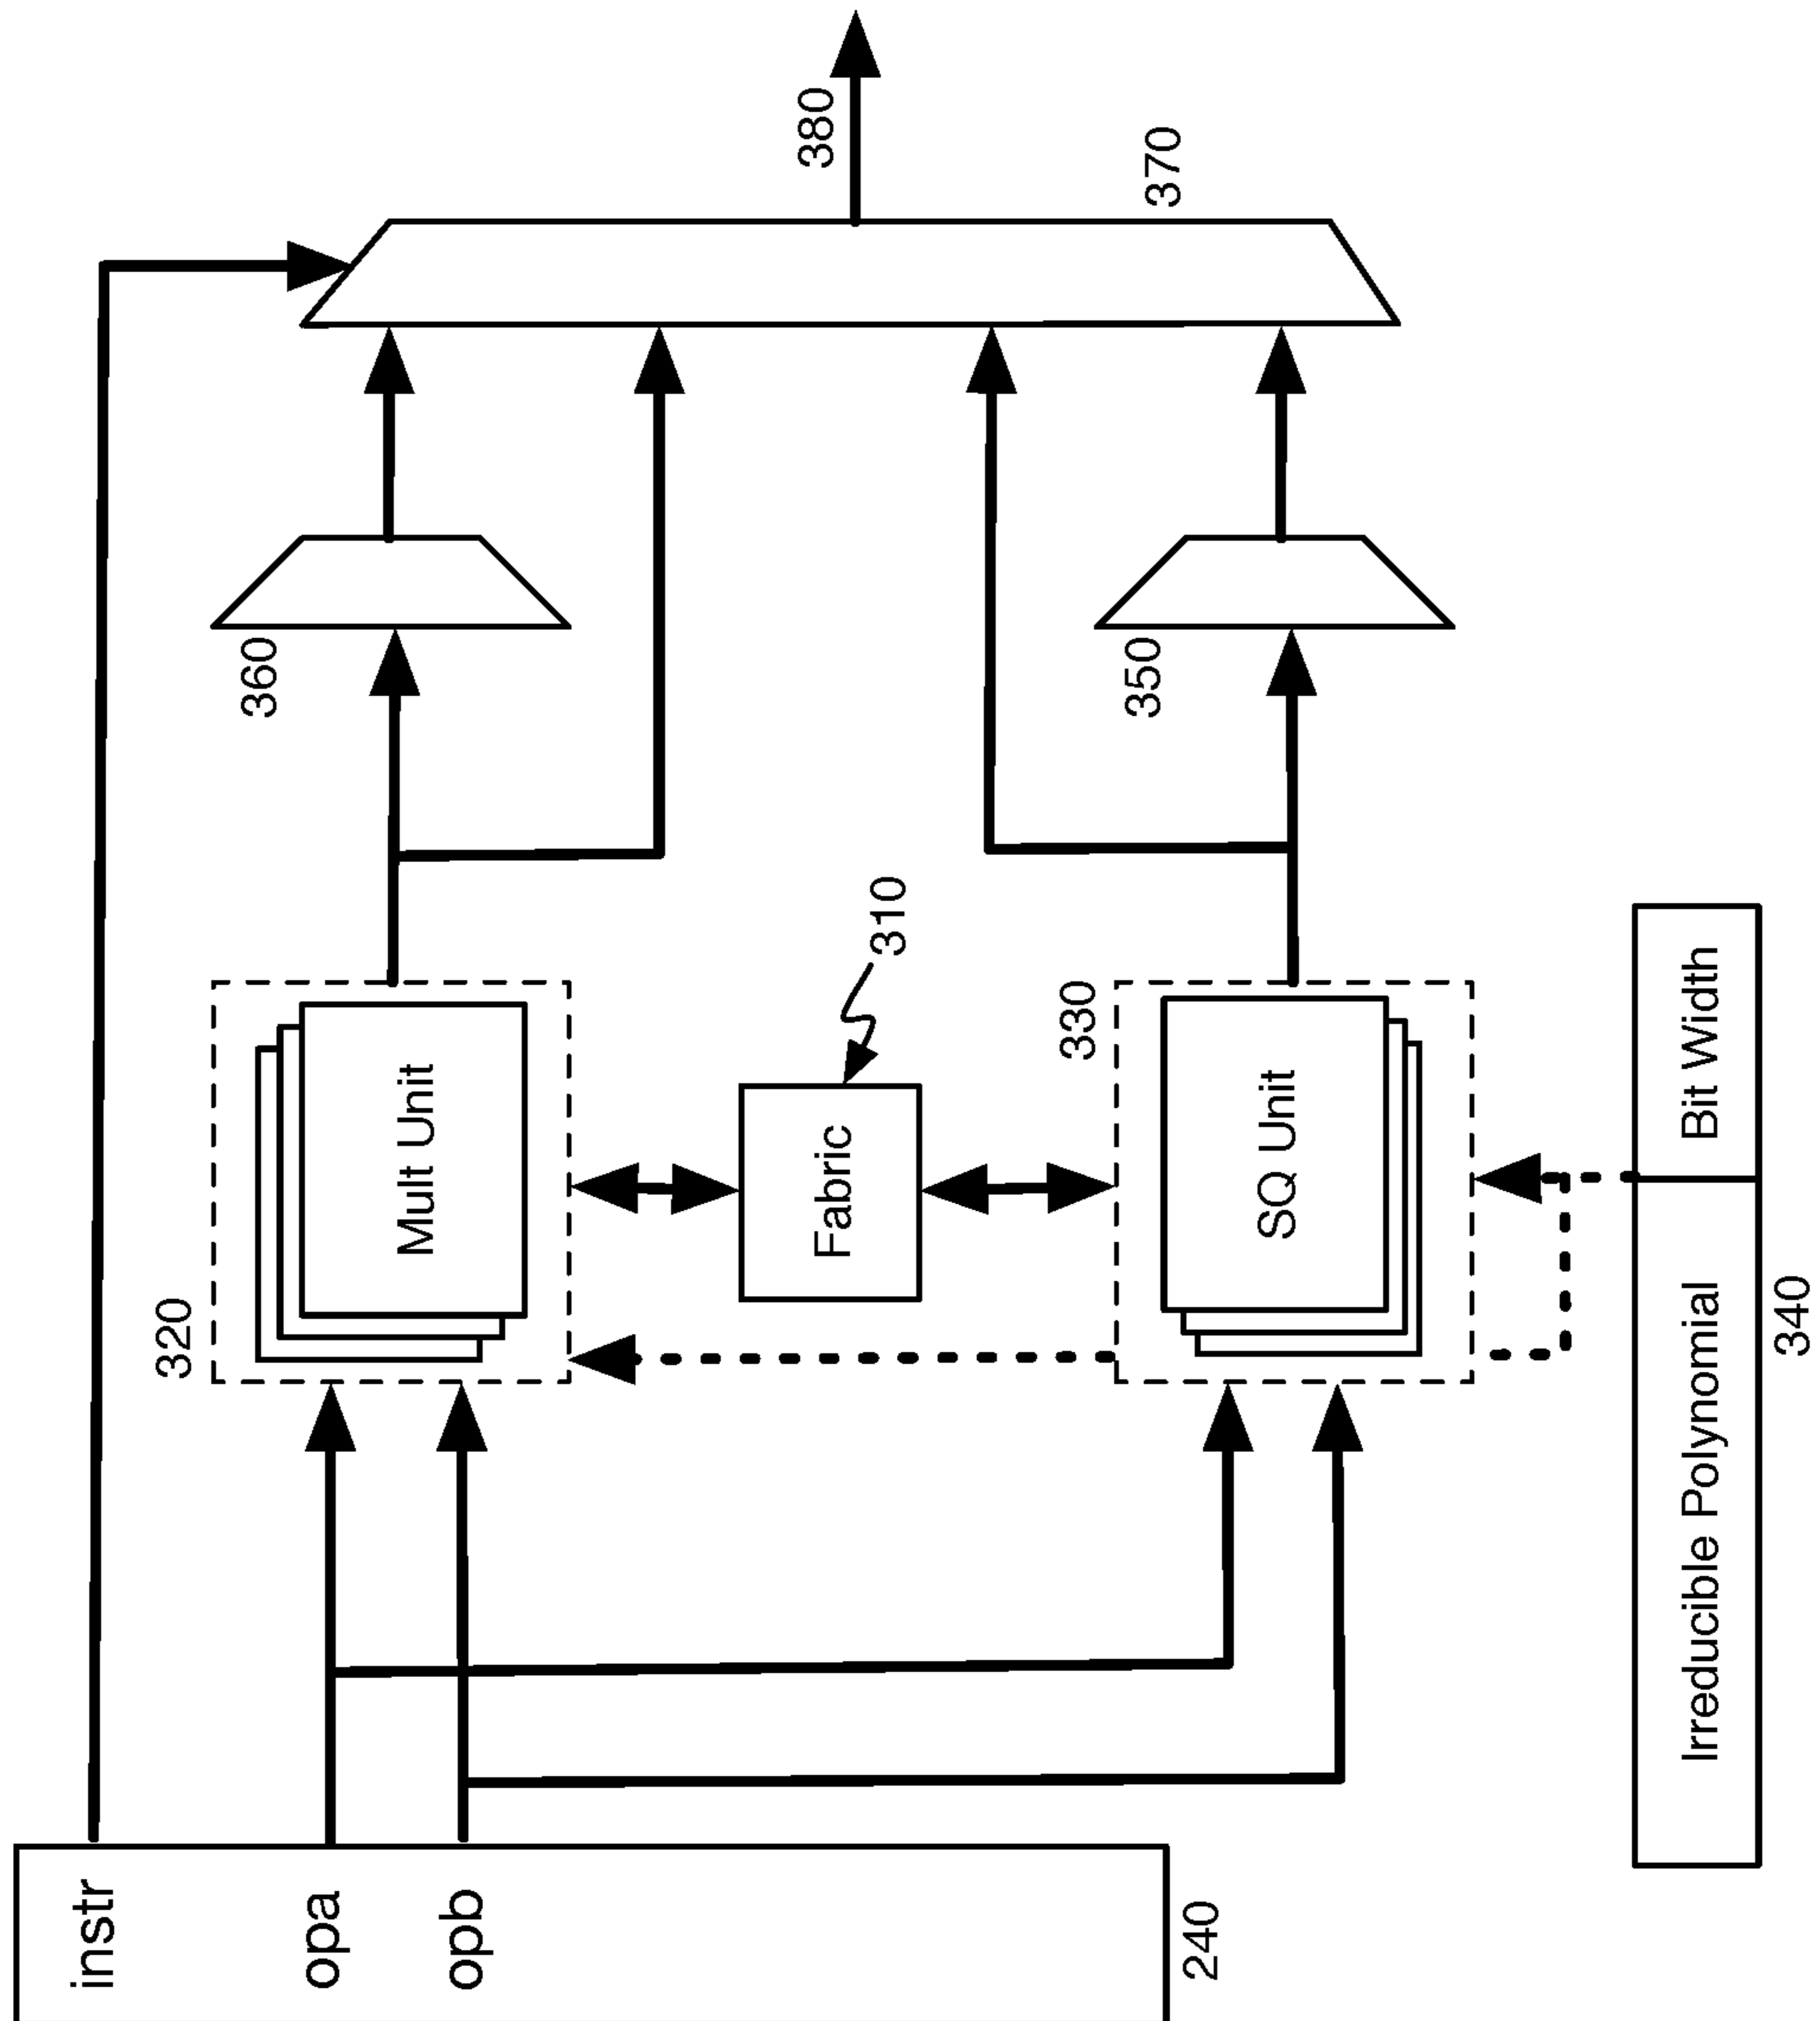 instr
opa
opb
240
320
Mult Unit
Fabric
310
330
SQ Unit
360
350
370
380
Irreducible Polynomial
Bit Width
340